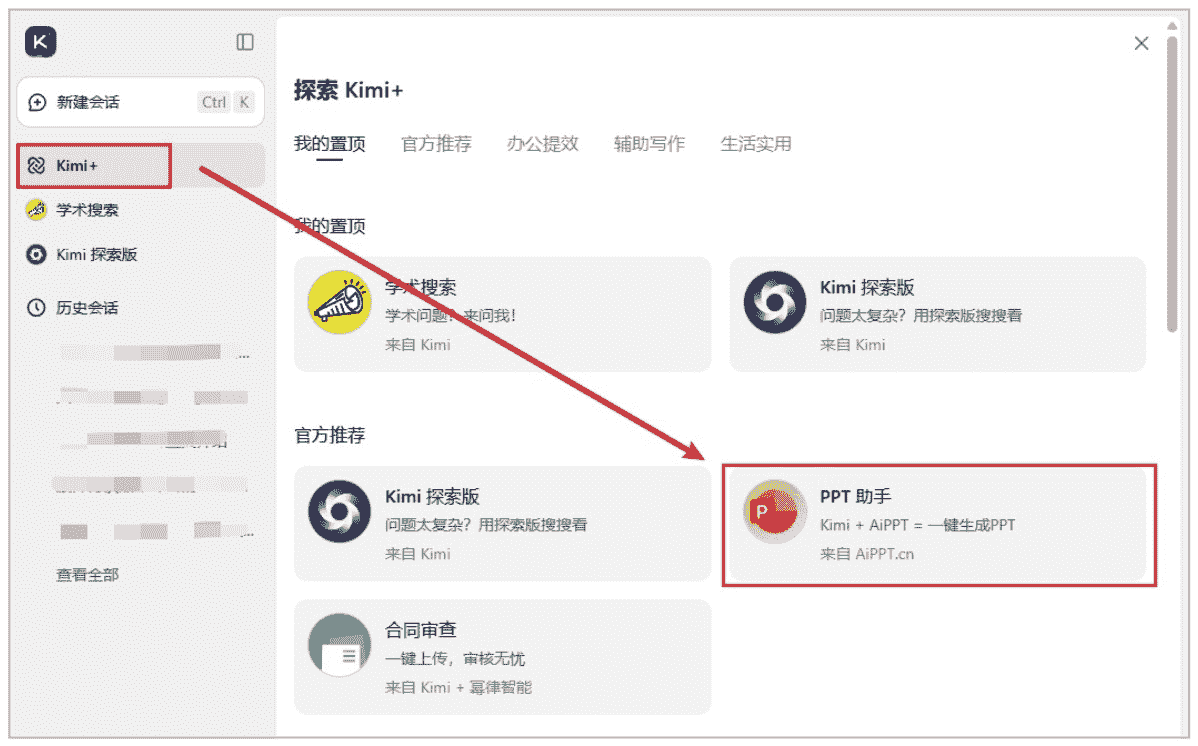 K
新建会话 Ctrl K
Kimi+
学术搜索
Kimi 探索版
历史会话
...
...
查看全部
探索 Kimi+
我的置顶 官方推荐 办公提效 辅助写作 生活实用
我的置顶
学术搜索
学术问题？来问我！
来自 Kimi
Kimi 探索版
问题太复杂？用探索版搜搜看
来自 Kimi
官方推荐
Kimi 探索版
问题太复杂？用探索版搜搜看
来自 Kimi
P
PPT 助手
Kimi + AiPPT = 一键生成PPT
来自 AiPPT.cn
合同审查
一键上传，审核无忧
来自 Kimi + 幂律智能